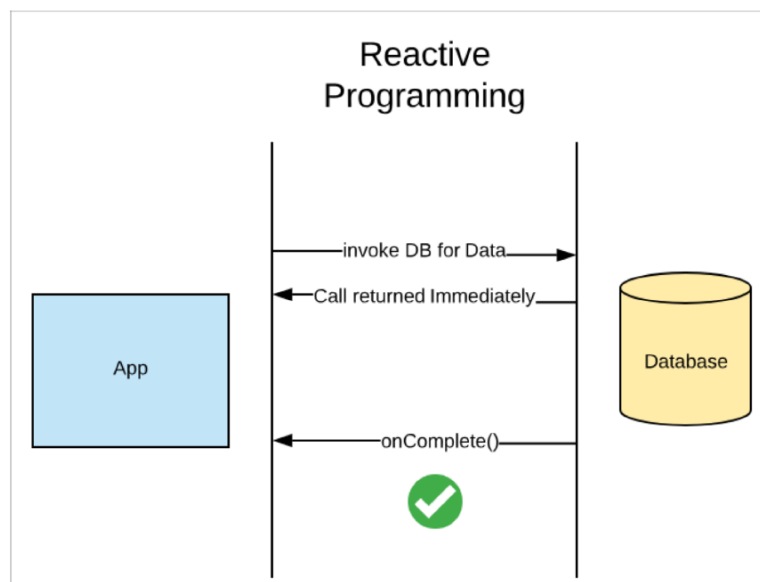 Reactive
Programming
invoke DB for Data
Call returned Immediately
App
Database
onComplete()